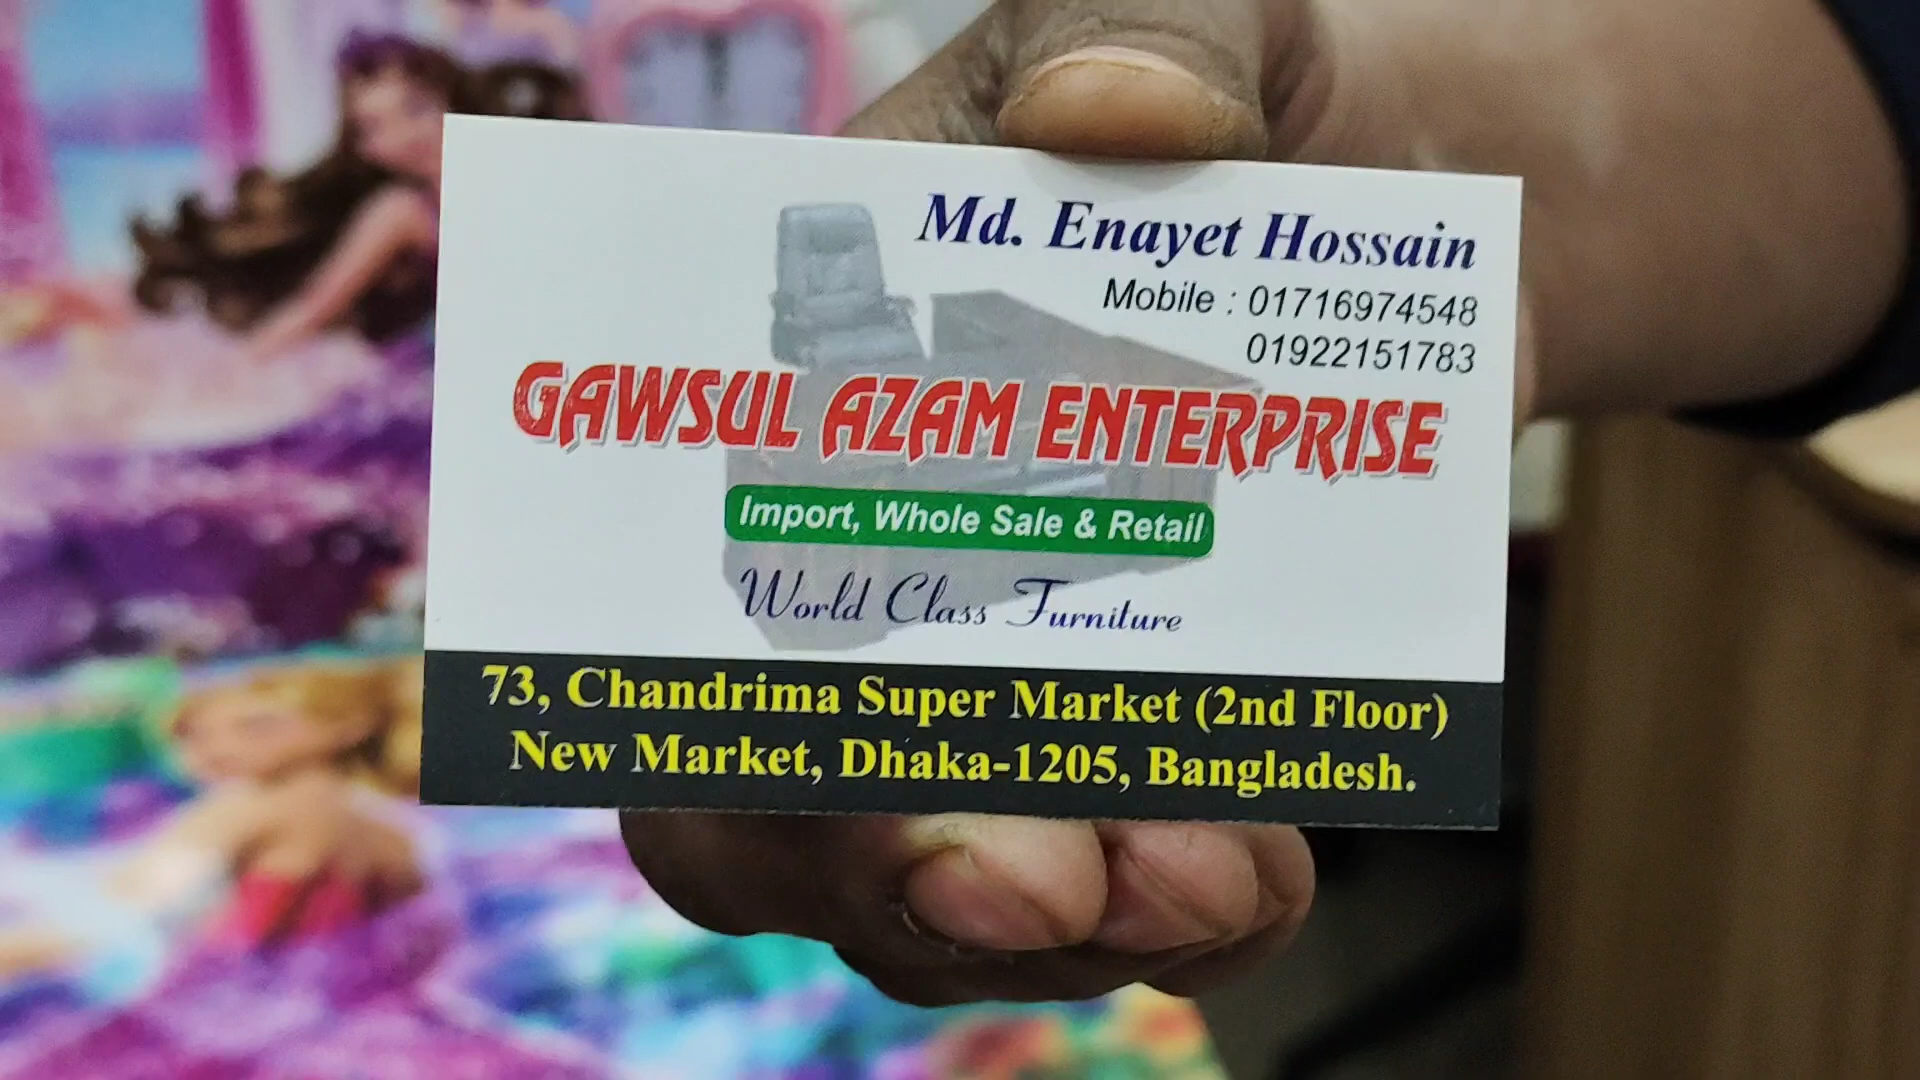 Md. Enayet Hossain
Mobile : 01716974548
01922151783
GAWSUL AZAM ENTERPRISE
Import, Whole Sale & Retail
World Class Furniture
73, Chandrima Super Market (2nd Floor)
New Market, Dhaka-1205, Bangladesh.